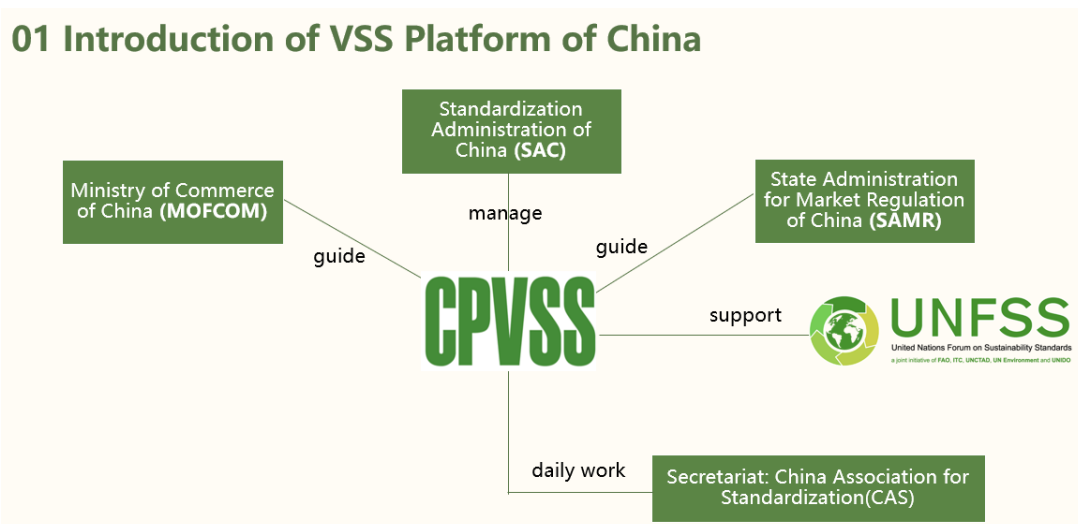 01 Introduction of VSS Platform of China
Standardization
Administration of
China (SAC)
Ministry of Commerce
of China (MOFCOM)
State Administration
for Market Regulation
of China (SAMR)
manage
guide
guide
CPVSS
support
UNFSS
United Nations Forum on Sustainability Standards
a joint initiative of FAO, ITC, UNCTAD, UN Environment and UNIDO
daily work
Secretariat: China Association for
Standardization(CAS)